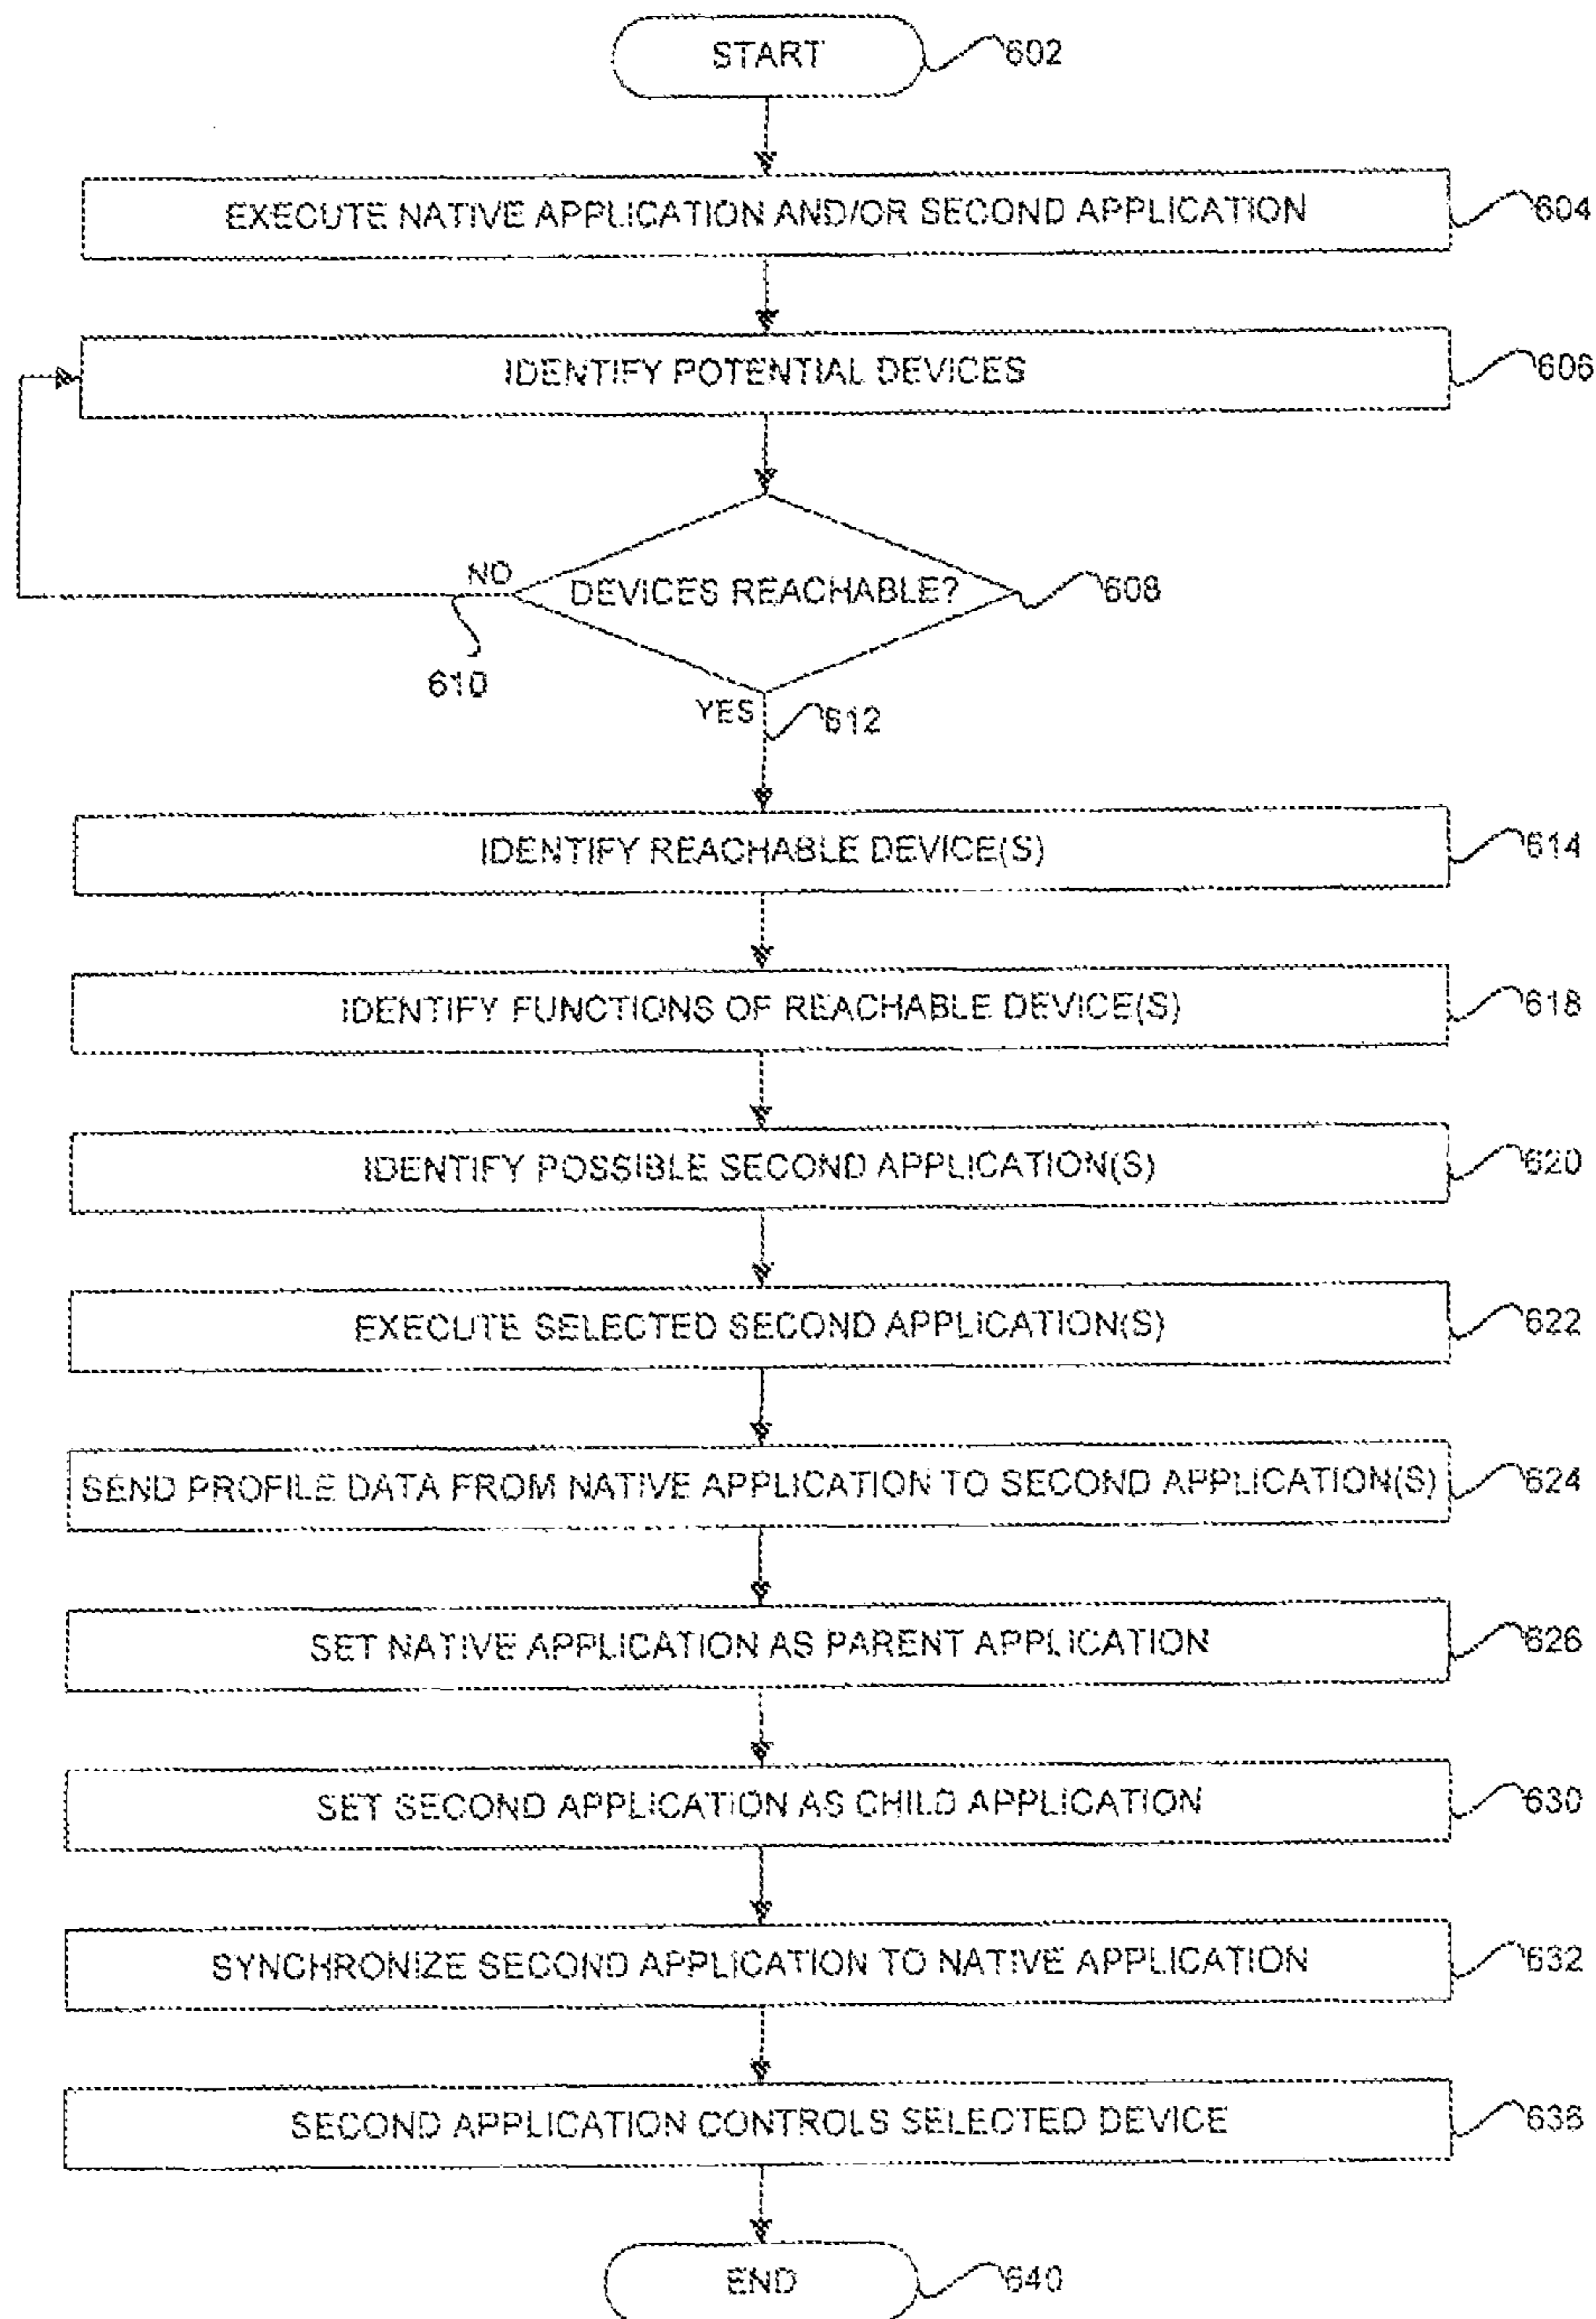 START
602
EXECUTE NATIVE APPLICATION AND/OR SECOND APPLICATION
604
IDENTIFY POTENTIAL DEVICES
606
NO
DEVICES REACHABLE?
608
610
YES
612
IDENTIFY REACHABLE DEVICE(S)
614
IDENTIFY FUNCTIONS OF REACHABLE DEVICE(S)
618
IDENTIFY POSSIBLE SECOND APPLICATION(S)
620
EXECUTE SELECTED SECOND APPLICATION(S)
622
SEND PROFILE DATA FROM NATIVE APPLICATION TO SECOND APPLICATION(S)
624
SET NATIVE APPLICATION AS PARENT APPLICATION
626
SET SECOND APPLICATION AS CHILD APPLICATION
630
SYNCHRONIZE SECOND APPLICATION TO NATIVE APPLICATION
632
SECOND APPLICATION CONTROLS SELECTED DEVICE
636
END
640